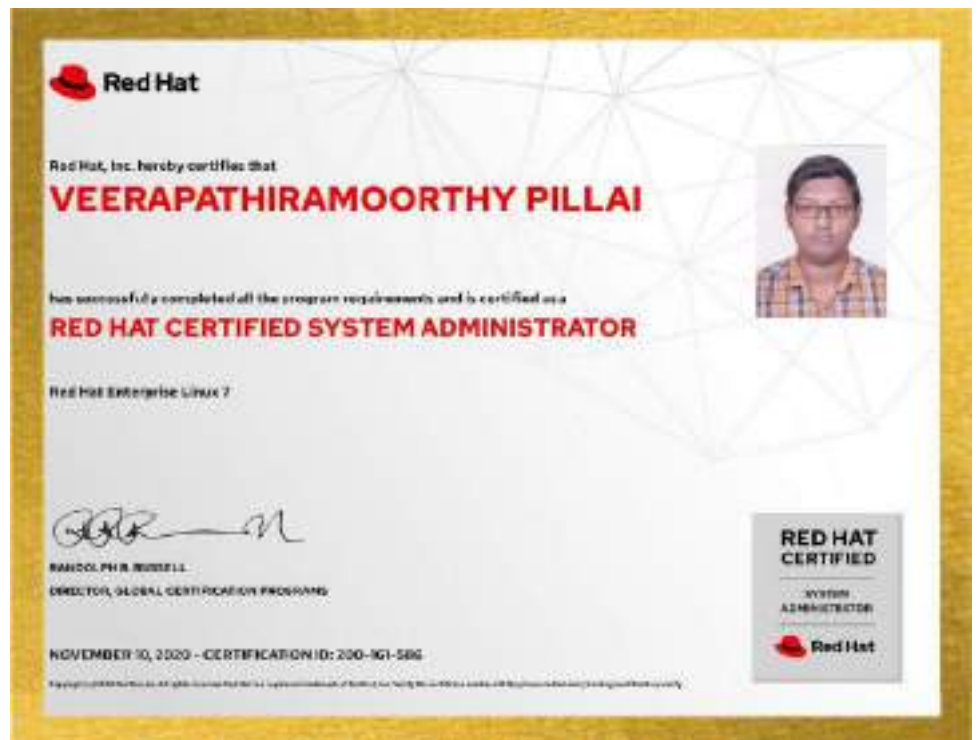 Red Hat
Red Hat, Inc. hereby certifies that
VEERAPATHIRAMOORTHY PILLAI
has successfully completed all the program requirements and is certified as a
RED HAT CERTIFIED SYSTEM ADMINISTRATOR
Red Hat Enterprise Linux 7
RANDOLPH R. RUSSELL
DIRECTOR, GLOBAL CERTIFICATION PROGRAMS
NOVEMBER 10, 2020 - CERTIFICATION ID: 200-161-586
RED HAT
CERTIFIED
SYSTEM
ADMINISTRATOR
Red Hat